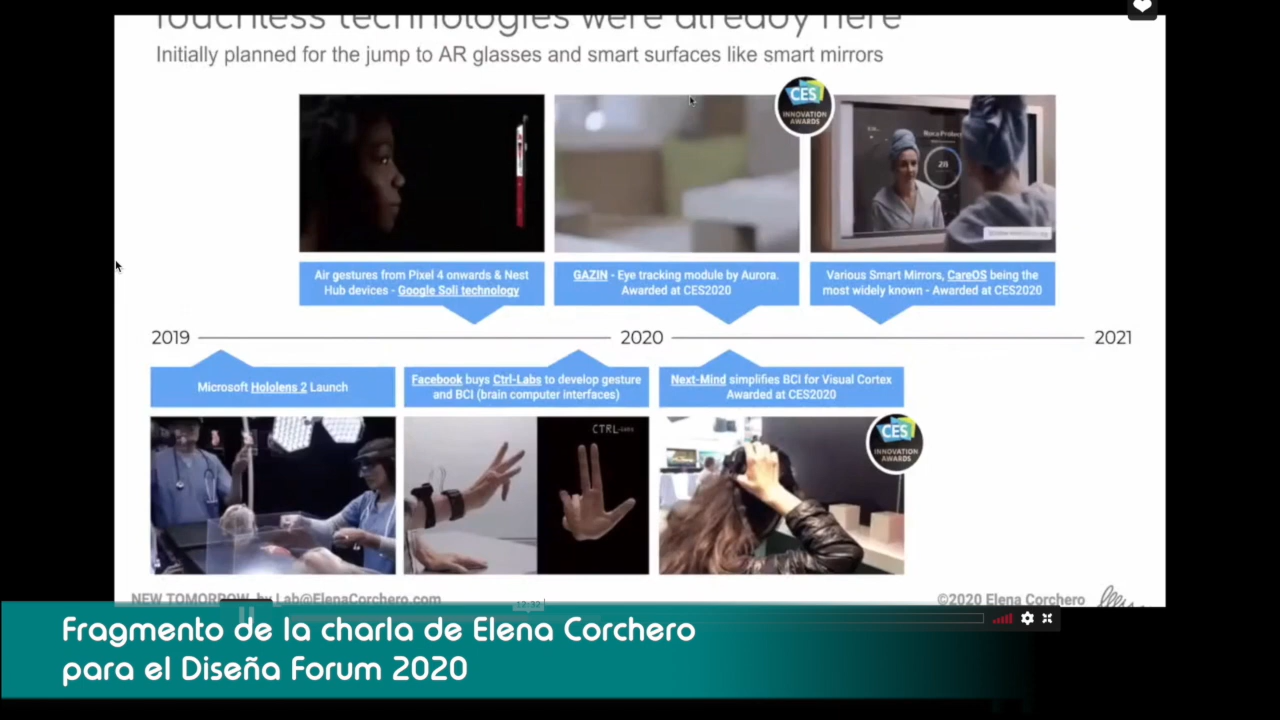 Touchless technologies were already here
Initially planned for the jump to AR glasses and smart surfaces like smart mirrors
CES
INNOVATION
AWARDS
Air gestures from Pixel 4 onwards & Nest
Hub devices - Google Soli technology
GAZIN - Eye tracking module by Aurora.
Awarded at CES2020
Various Smart Mirrors, CareOS being the
most widely known - Awarded at CES2020
2019
2020
2021
Microsoft Hololens 2 Launch
Facebook buys Ctrl-Labs to develop gesture
and BCI (brain computer interfaces)
Next-Mind simplifies BCI for Visual Cortex
Awarded at CES2020
CTRL-labs
CES
INNOVATION
AWARDS
NEW TOMORROW by Lab@ElenaCorchero.com
©2020 Elena Corchero
Fragmento de la charla de Elena Corchero
para el Diseña Forum 2020